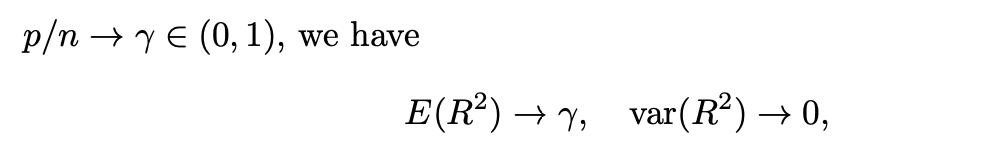 p/n → γ ∈ (0, 1), we have
E(R²) → γ, var(R²) → 0,